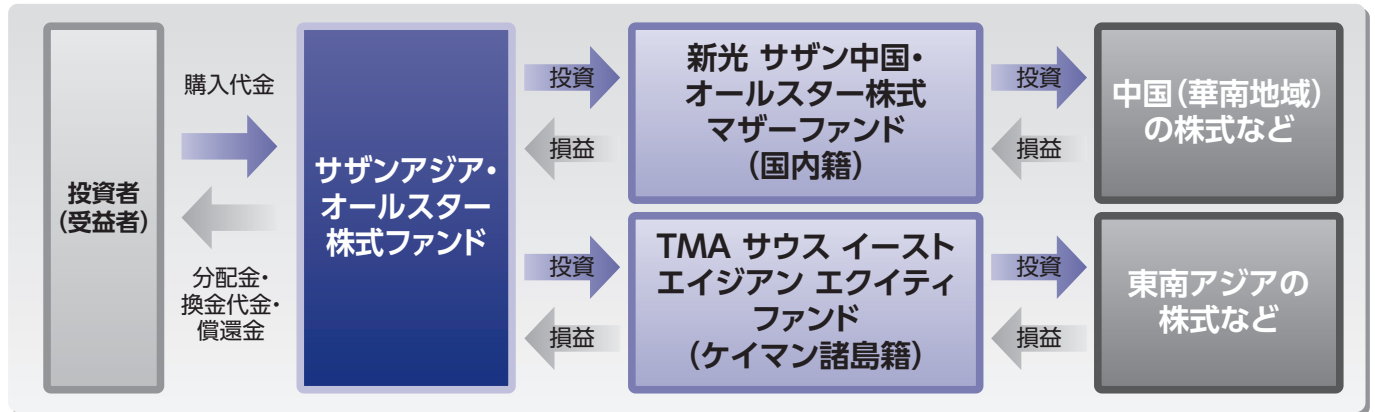 投資者
（受益者）
購入代金
分配金・
換金代金・
償還金
サザンアジア・
オールスター
株式ファンド
投資
損益
新光 サザン中国・
オールスター株式
マザーファンド
（国内籍）
投資
損益
中国（華南地域）
の株式など
投資
損益
TMA サウス イースト
エイジアン エクイティ
ファンド
（ケイマン諸島籍）
投資
損益
東南アジアの
株式など